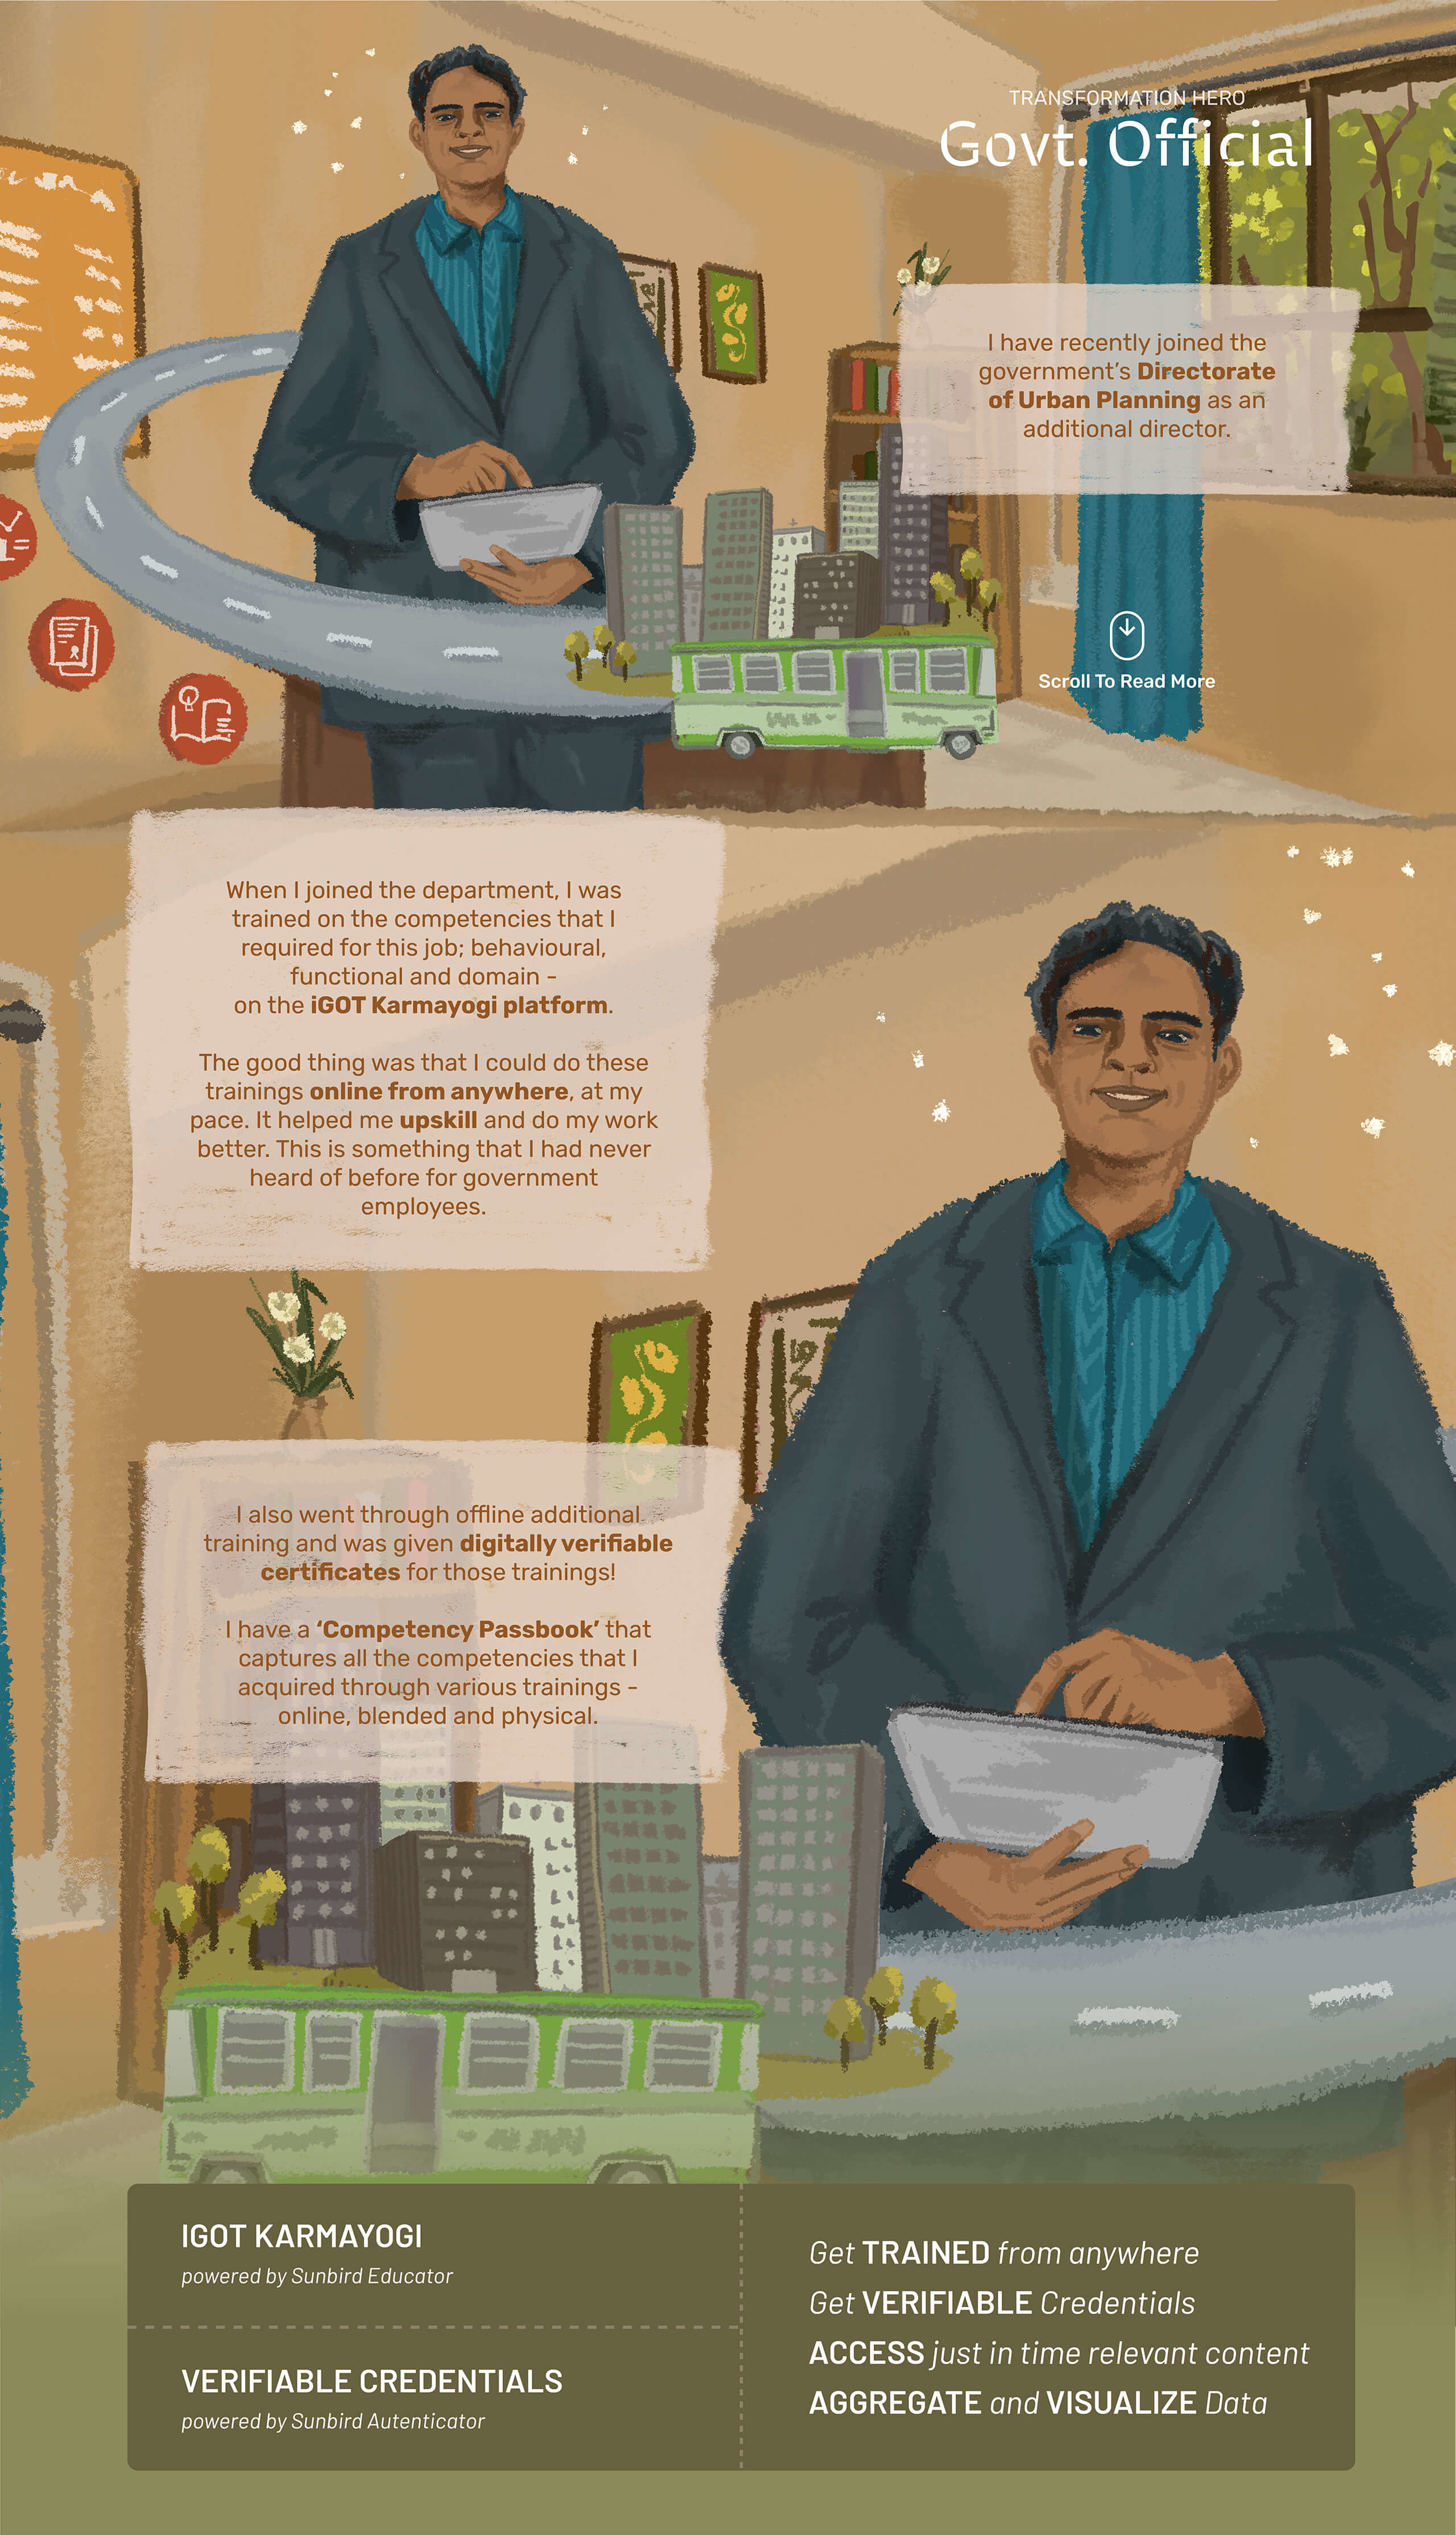 TRANSFORMATION HERO
Govt. Official
I have recently joined the
government's Directorate
of Urban Planning as an
additional director.
Scroll To Read More
When I joined the department, I was
trained on the competencies that I
required for this job; behavioural,
functional and domain -
on the iGOT Karmayogi platform.
The good thing was that I could do these
trainings online from anywhere, at my
pace. It helped me upskill and do my work
better. This is something that I had never
heard of before for government
employees.
I also went through offline additional
training and was given digitally verifiable
certificates for those trainings!
I have a ‘Competency Passbook’ that
captures all the competencies that I
acquired through various trainings -
online, blended and physical.
IGOT KARMAYOGI
powered by Sunbird Educator
VERIFIABLE CREDENTIALS
powered by Sunbird Autenticator
Get TRAINED from anywhere
Get VERIFIABLE Credentials
ACCESS just in time relevant content
AGGREGATE and VISUALIZE Data